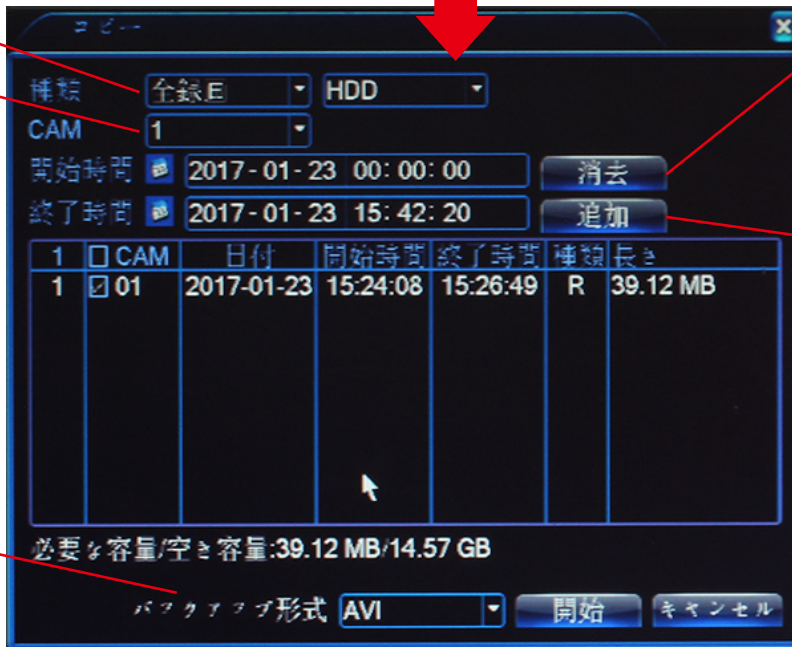 コピー
種類 全録画 HDD
CAM 1
開始時間 2017-01-23 00:00:00 消去
終了時間 2017-01-23 15:42:20 追加
1 CAM 日付 開始時間 終了時間 種類 長さ
1 01 2017-01-23 15:24:08 15:26:49 R 39.12 MB
必要な容量/空き容量:39.12 MB/14.57 GB
バックアップ形式 AVI 開始 キャンセル